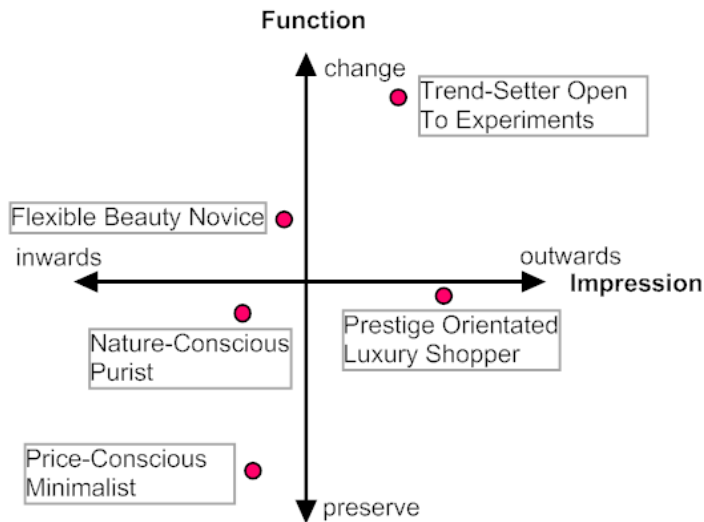 Function
change
Trend-Setter Open
To Experiments
Flexible Beauty Novice
inwards
outwards
Impression
Nature-Conscious
Purist
Prestige Orientated
Luxury Shopper
Price-Conscious
Minimalist
preserve